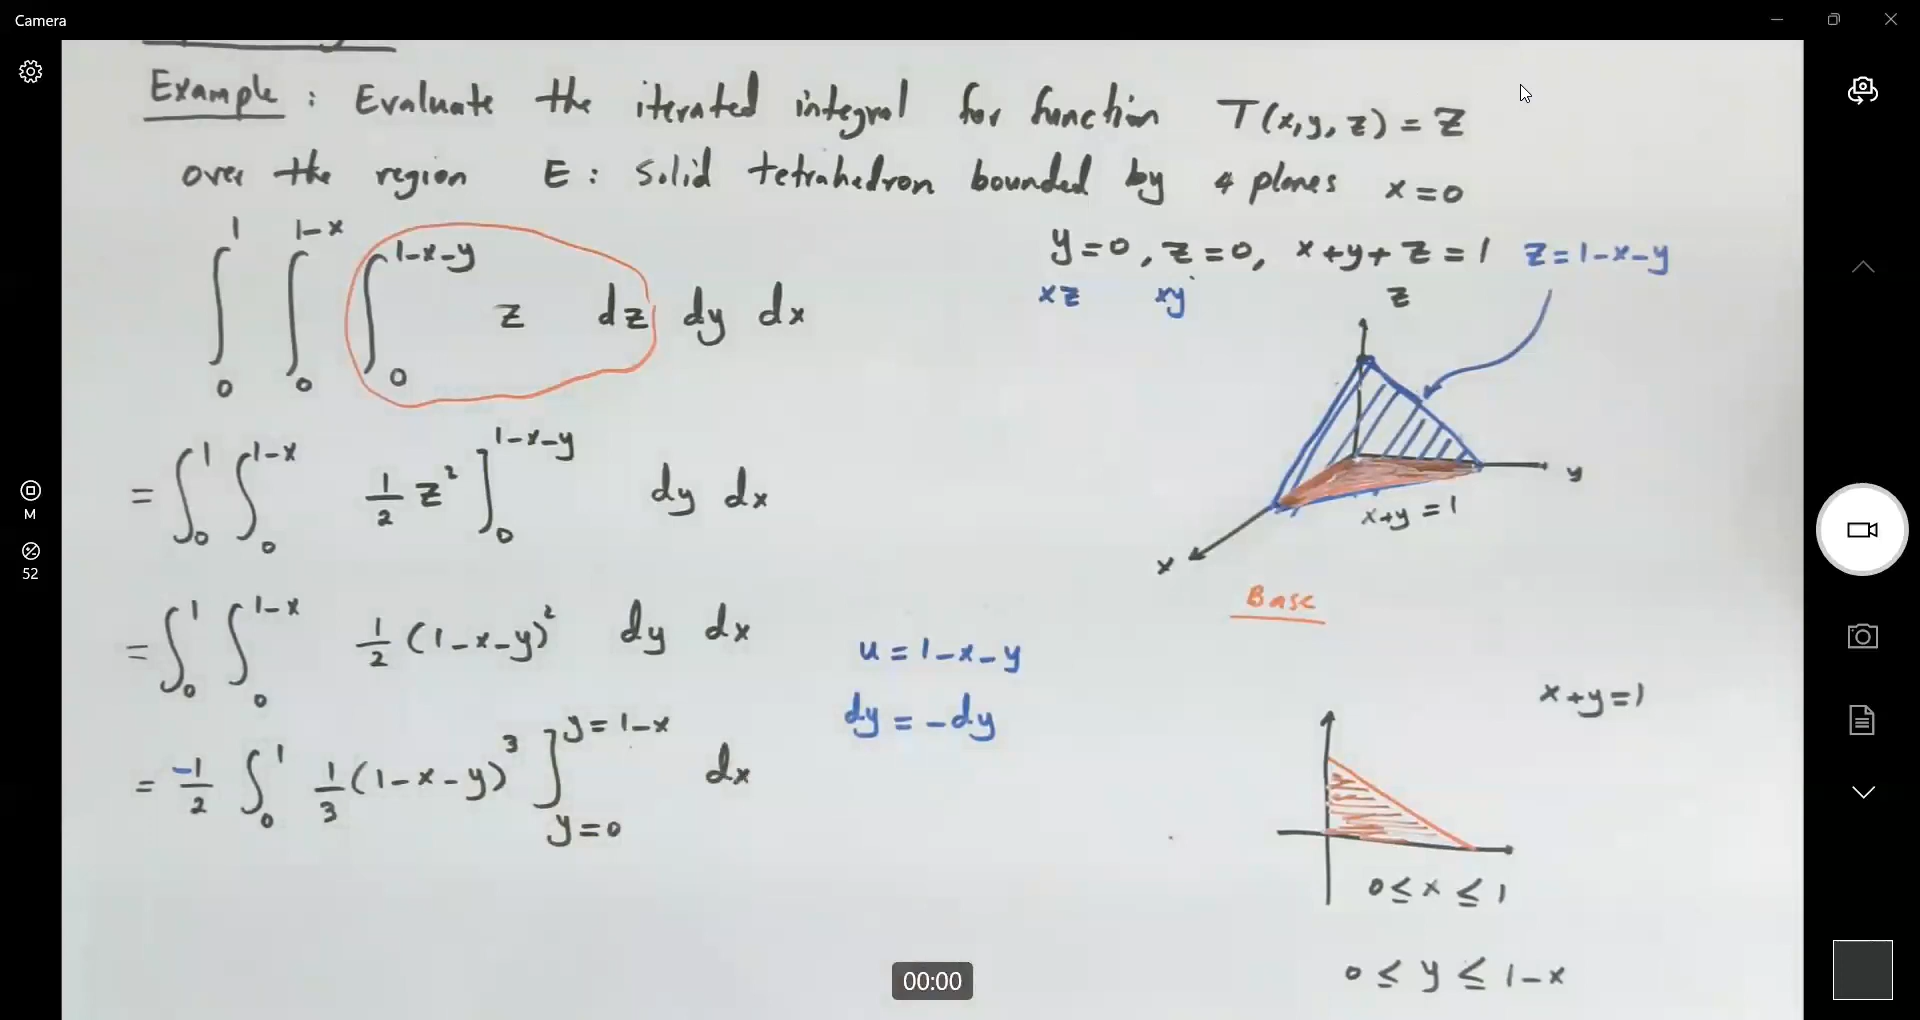 Camera
Example : Evaluate the iterated integral for function T(x,y,z) = z
over the region E : Solid tetrahedron bounded by 4 planes x=0
y=0, z=0, x+y+z=1 z=1-x-y
xz xy
∫₀¹ ∫₀^(1-x) ∫₀^(1-x-y) z dz dy dx
z
y
x+y=1
x
Base
= ∫₀¹ ∫₀^(1-x) 1/2 z² ]₀^(1-x-y) dy dx
= ∫₀¹ ∫₀^(1-x) 1/2 (1-x-y)² dy dx
u = 1-x-y
dy = -dy
= -1/2 ∫₀¹ 1/3 (1-x-y)³ ]_(y=0)^(y=1-x) dx
x+y=1
0 ≤ x ≤ 1
0 ≤ y ≤ 1-x
M
52
00:00